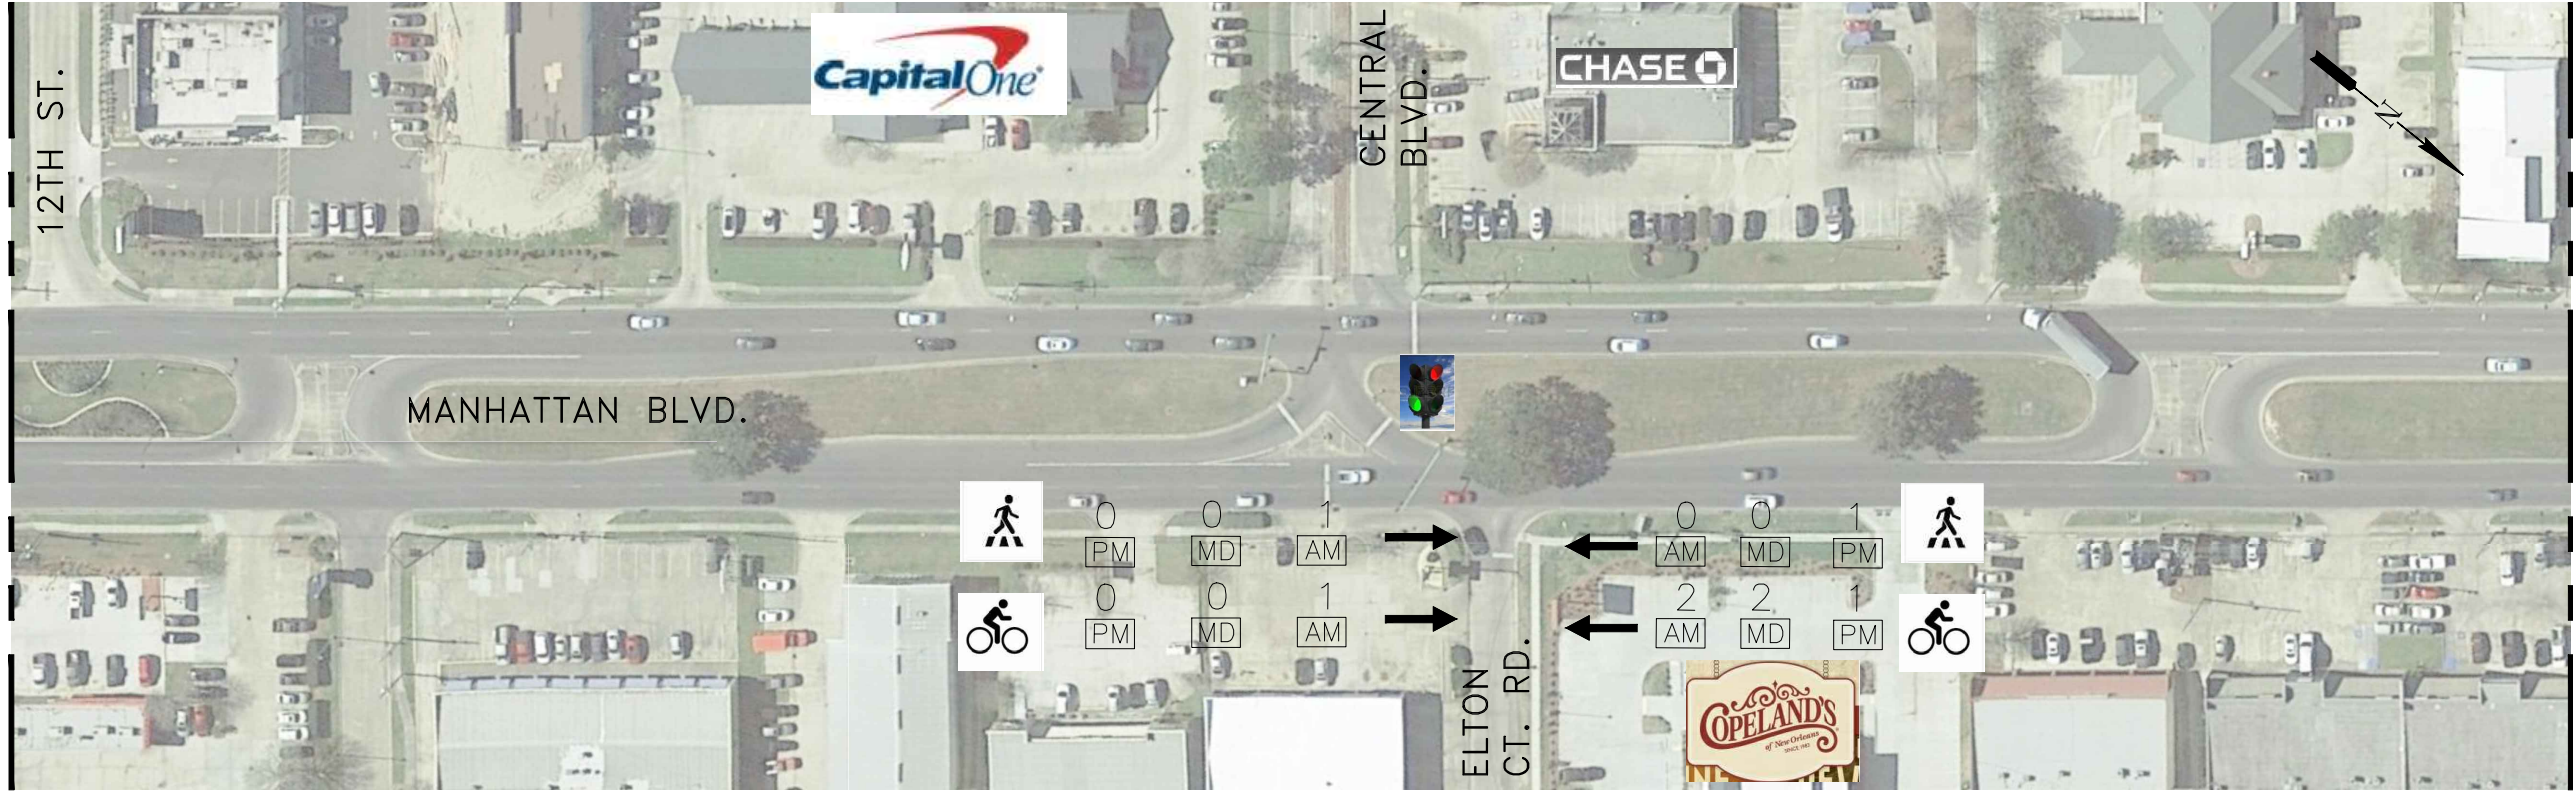 12TH ST.
CapitalOne®
CENTRAL
BLVD.
CHASE
N
MANHATTAN BLVD.
0 0 1
PM MD AM
0 0 1
AM MD PM
0 0 1
PM MD AM
2 2 1
AM MD PM
ELTON
CT. RD.
COPELAND'S
of New Orleans
SINCE 1983